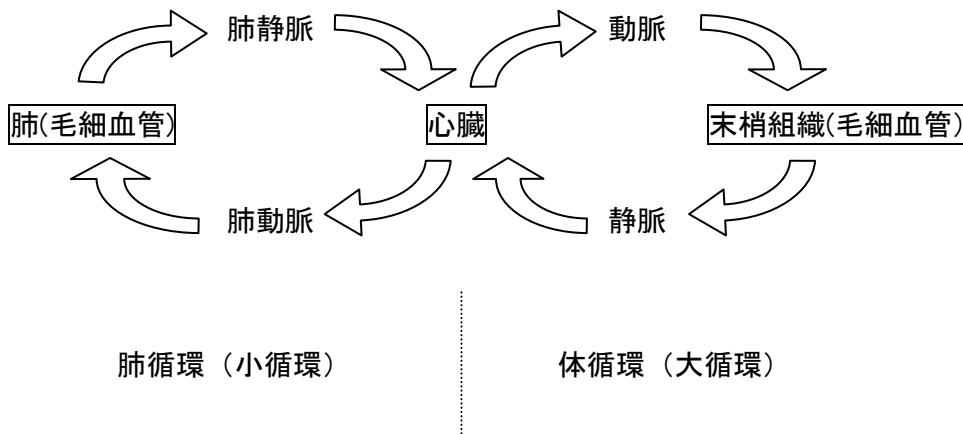 肺静脈 動脈
肺(毛細血管) 心臓 末梢組織(毛細血管)
肺動脈 静脈
肺循環（小循環） 体循環（大循環）